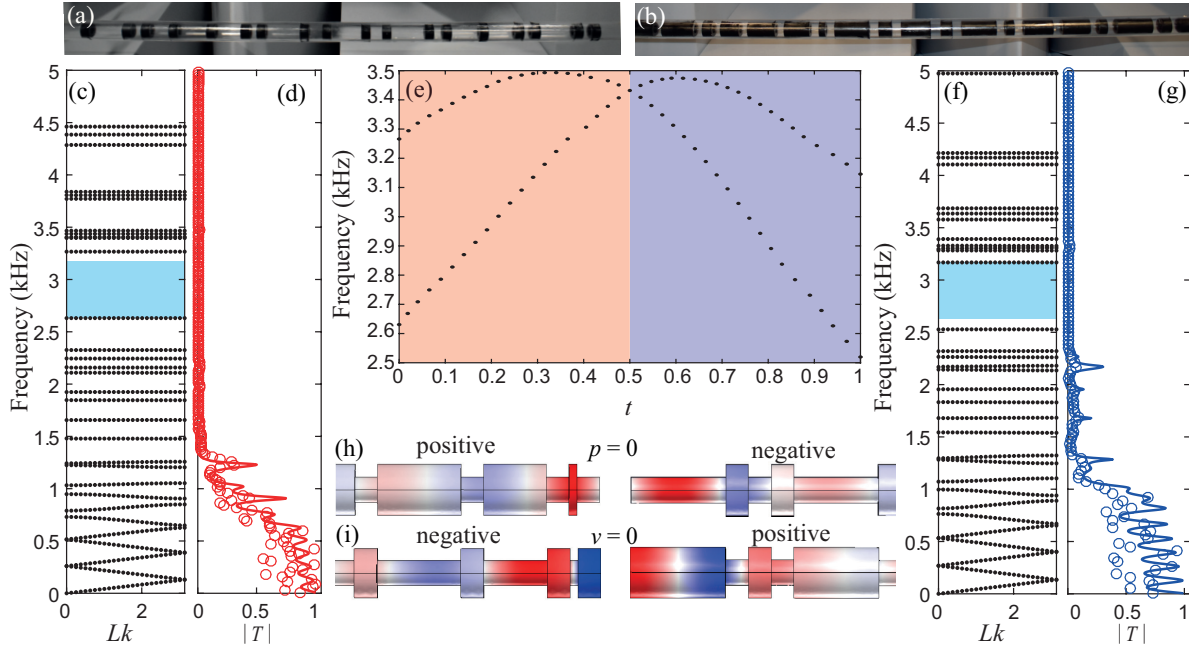 (a)
(b)
(c)
(d)
5
4.5
4
3.5
3
2.5
2
1.5
1
0.5
0
Frequency (kHz)
0
2
Lk
0
0.5
1
| T |
(e)
3.5
3.4
3.3
3.2
3.1
3
2.9
2.8
2.7
2.6
2.5
Frequency (kHz)
0
0.1
0.2
0.3
0.4
0.5
0.6
0.7
0.8
0.9
1
t
(h)
positive
p = 0
negative
(i)
negative
v = 0
positive
(f)
(g)
5
4.5
4
3.5
3
2.5
2
1.5
1
0.5
0
Frequency (kHz)
0
2
Lk
0
0.5
1
| T |